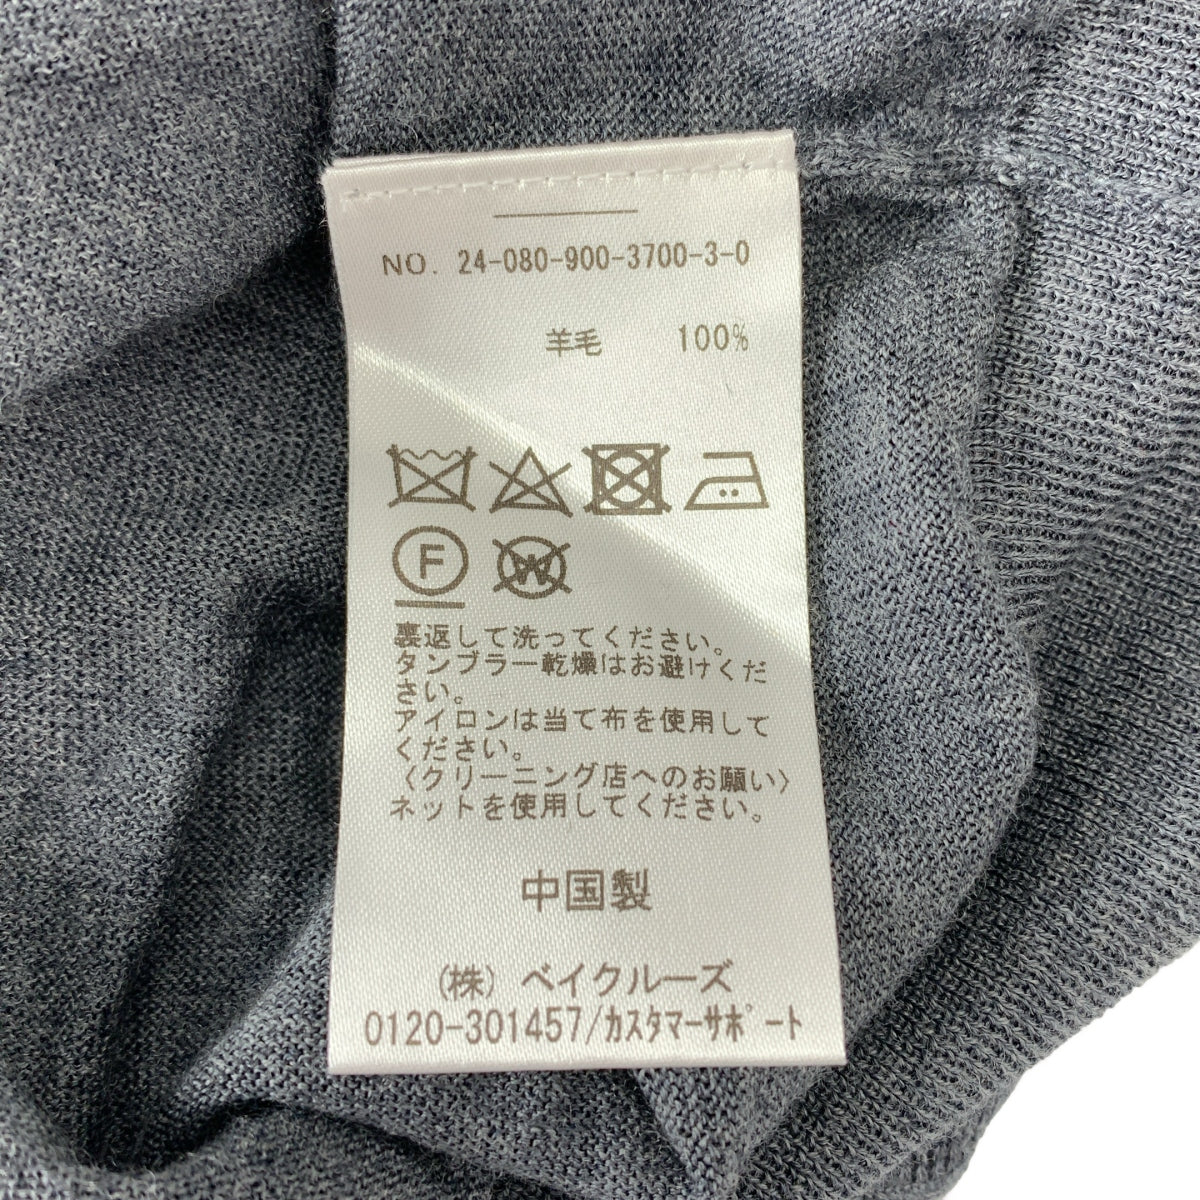 NO. 24-080-900-3700-3-0
羊毛 100%
F
W
裏返して洗ってください。
タンブラー乾燥はお避けくだ
さい。
アイロンは当て布を使用して
ください。
〈クリーニング店へのお願い〉
ネットを使用してください。
中国製
(株) ベイクルーズ
0120-301457/カスタマーサポート